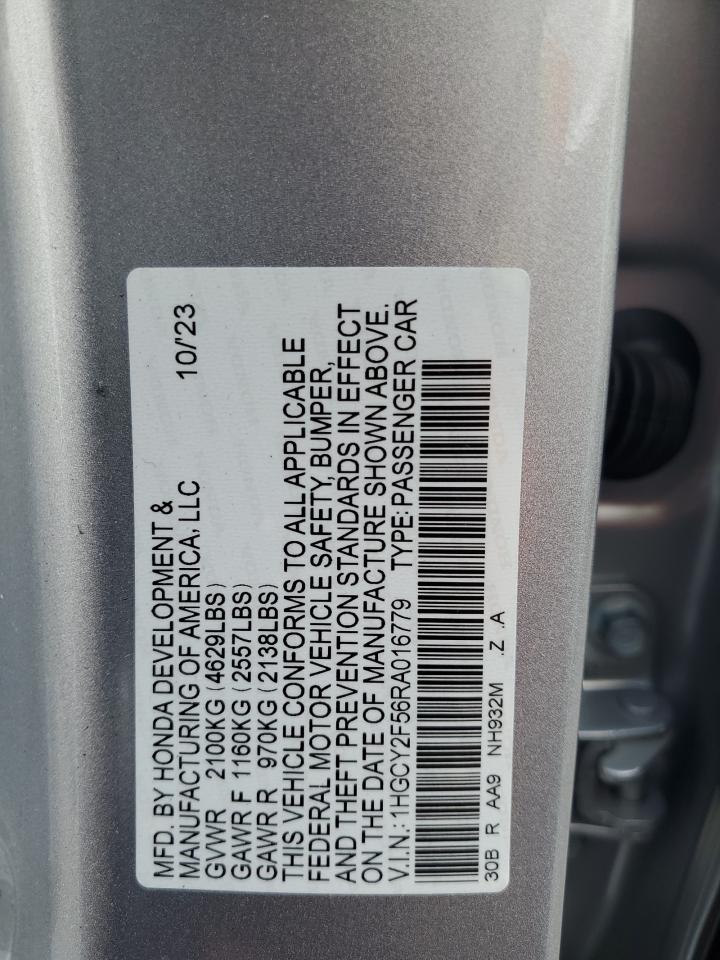 MFD. BY HONDA DEVELOPMENT &
MANUFACTURING OF AMERICA, LLC 10/'23
GVWR 2100KG (4629LBS)
GAWR F 1160KG (2557LBS)
GAWR R 970KG (2138LBS)
THIS VEHICLE CONFORMS TO ALL APPLICABLE
FEDERAL MOTOR VEHICLE SAFETY, BUMPER,
AND THEFT PREVENTION STANDARDS IN EFFECT
ON THE DATE OF MANUFACTURE SHOWN ABOVE.
V.I.N.: 1HGCY2F56RA016779 TYPE: PASSENGER CAR
30B R AA9 NH932M .Z .A